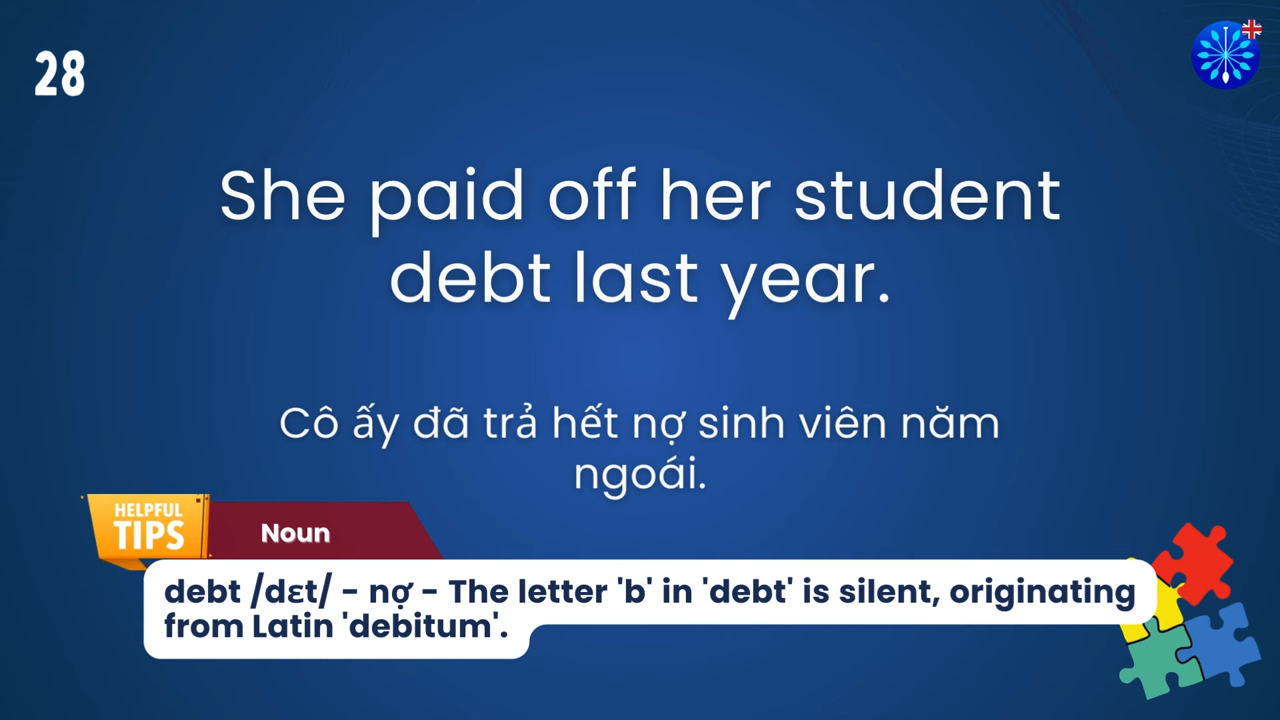 28
She paid off her student
debt last year.
Cô ấy đã trả hết nợ sinh viên năm
ngoái.
HELPFUL
TIPS
Noun
debt /dɛt/ - nợ - The letter 'b' in 'debt' is silent, originating
from Latin 'debitum'.